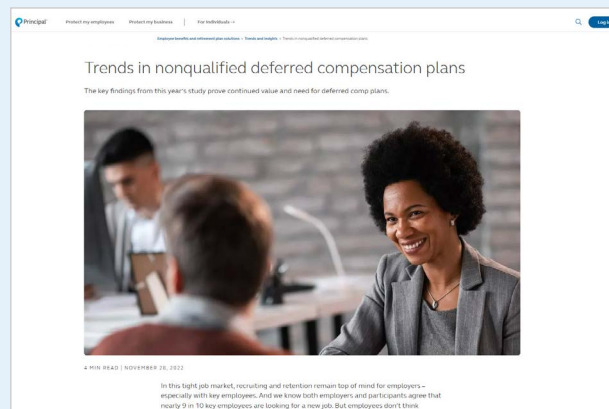 Principal
Protect my employees
Protect my business
For Individuals →
Log in
Employee benefits and retirement plan solutions > Trends and insights > Trends in nonqualified deferred compensation plans
Trends in nonqualified deferred compensation plans
The key findings from this year's study prove continued value and need for deferred comp plans.
4 MIN READ | NOVEMBER 20, 2022
In this tight job market, recruiting and retention remain top of mind for employers –
especially with key employees. And we know both employers and participants agree that
nearly 9 in 10 key employees are looking for a new job. But employees don't think